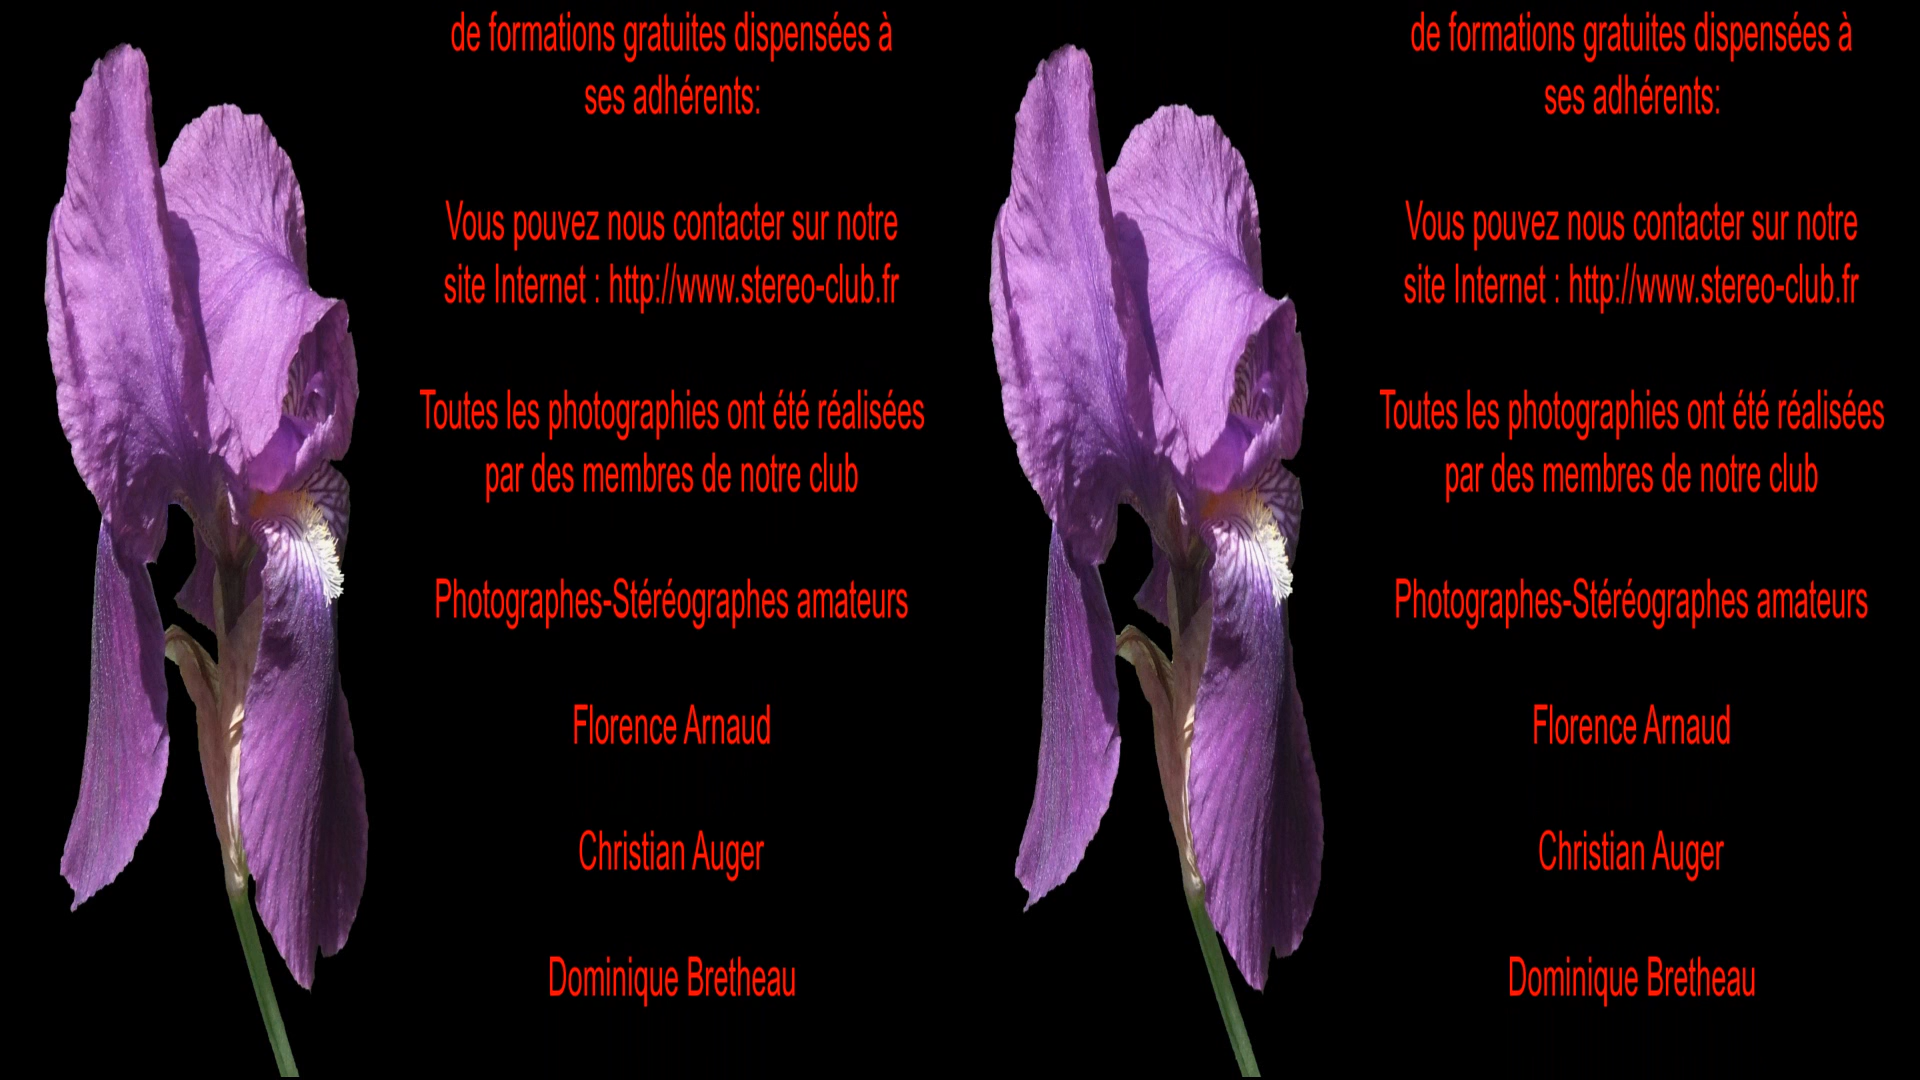 de formations gratuites dispensées à
ses adhérents:
Vous pouvez nous contacter sur notre
site Internet : http://www.stereo-club.fr
Toutes les photographies ont été réalisées
par des membres de notre club
Photographes-Stéréographes amateurs
Florence Arnaud
Christian Auger
Dominique Bretheau
de formations gratuites dispensées à
ses adhérents:
Vous pouvez nous contacter sur notre
site Internet : http://www.stereo-club.fr
Toutes les photographies ont été réalisées
par des membres de notre club
Photographes-Stéréographes amateurs
Florence Arnaud
Christian Auger
Dominique Bretheau